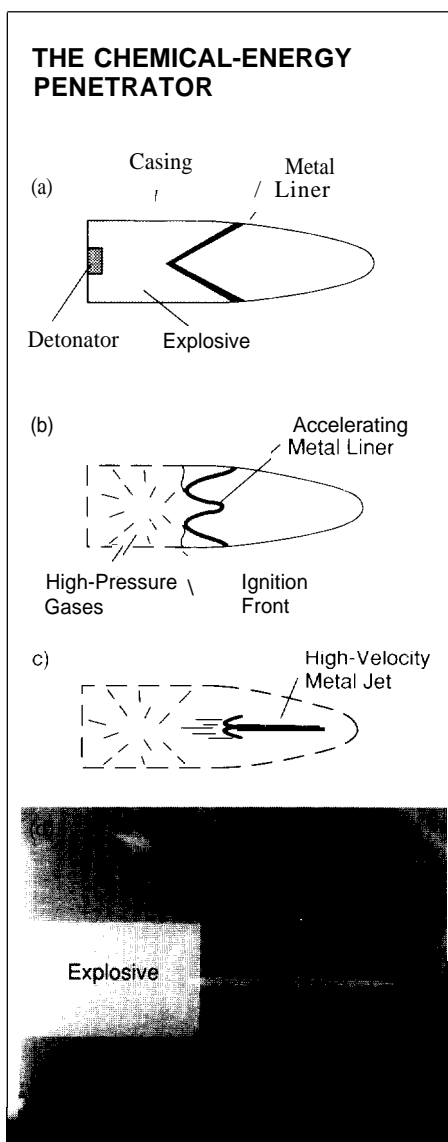 THE CHEMICAL-ENERGY
PENETRATOR
Casing
Metal
Liner
(a)
Detonator
Explosive
(b)
Accelerating
Metal Liner
High-Pressure
Gases
Ignition
Front
c)
High-Velocity
Metal Jet
(d)
Explosive